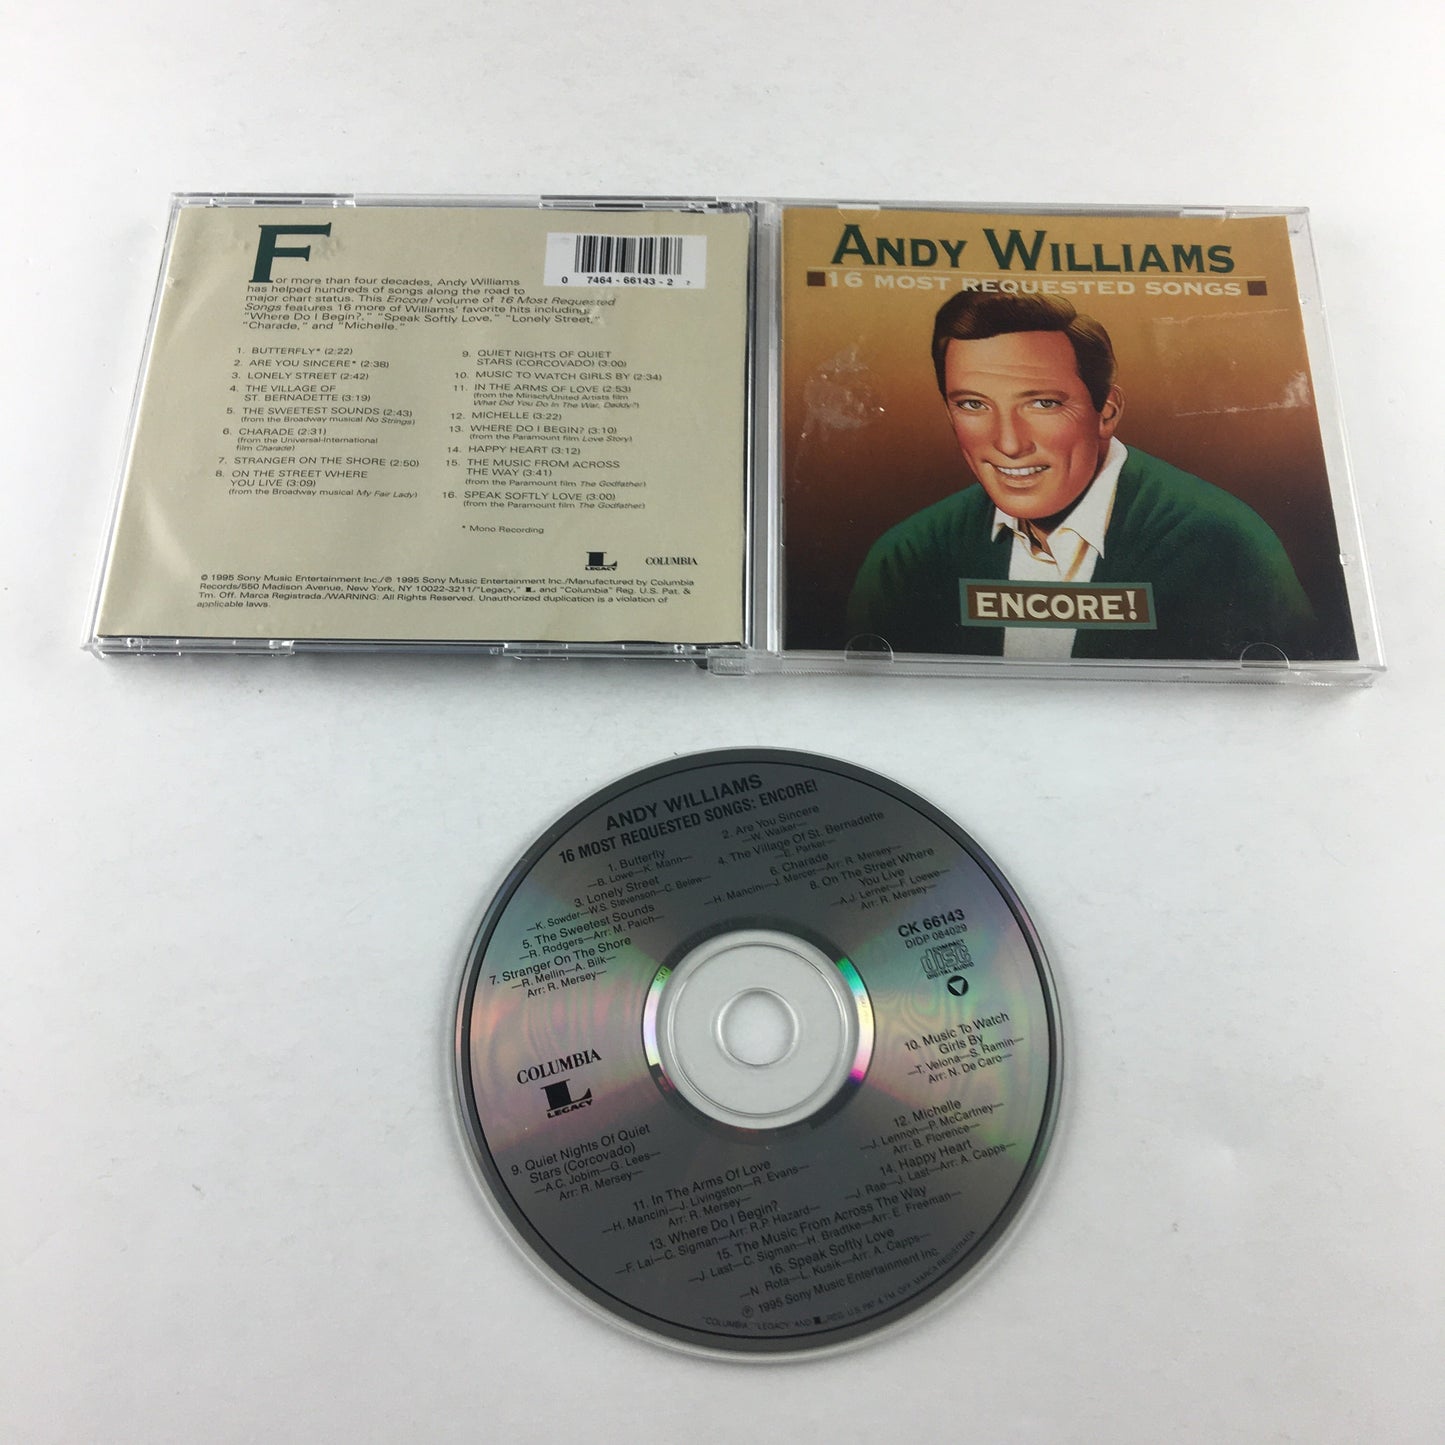 For more than four decades, Andy Williams
has helped hundreds of songs along the road to
major chart status. This Encore! volume of 16 Most Requested
Songs features 16 more of Williams' favorite hits including:
"Where Do I Begin?," "Speak Softly Love," "Lonely Street,"
"Charade," and "Michelle."
0 7464 - 66143 - 2 2
1. BUTTERFLY* (2:22)
2. ARE YOU SINCERE* (2:38)
3. LONELY STREET (2:42)
4. THE VILLAGE OF
ST. BERNADETTE (3:19)
5. THE SWEETEST SOUNDS (2:43)
(from the Broadway musical No Strings)
6. CHARADE (2:31)
(from the Universal-International
film Charade)
7. STRANGER ON THE SHORE (2:50)
8. ON THE STREET WHERE
YOU LIVE (3:09)
(from the Broadway musical My Fair Lady)
9. QUIET NIGHTS OF QUIET
STARS (CORCOVADO) (3:00)
10. MUSIC TO WATCH GIRLS BY (2:34)
11. IN THE ARMS OF LOVE (2:53)
(from the Mirisch/United Artists film
What Did You Do In The War, Daddy?)
12. MICHELLE (3:22)
13. WHERE DO I BEGIN? (3:10)
(from the Paramount film Love Story)
14. HAPPY HEART (3:12)
15. THE MUSIC FROM ACROSS
THE WAY (3:41)
(from the Paramount film The Godfather)
16. SPEAK SOFTLY LOVE (3:00)
(from the Paramount film The Godfather)
* Mono Recording
L
LEGACY
COLUMBIA
© 1995 Sony Music Entertainment Inc./℗ 1995 Sony Music Entertainment Inc./Manufactured by Columbia
Records/550 Madison Avenue, New York, NY 10022-3211/"Legacy," L and "Columbia" Reg. U.S. Pat. &
Tm. Off. Marca Registrada./WARNING: All Rights Reserved. Unauthorized duplication is a violation of
applicable laws.
ANDY WILLIAMS
16 MOST REQUESTED SONGS
ENCORE!
ANDY WILLIAMS
16 MOST REQUESTED SONGS: ENCORE!
1. Butterfly
—B. Lowe—K. Mann—
2. Are You Sincere
—W. Walker—
3. Lonely Street
—K. Sowder—W.S. Stevenson—C. Belew—
4. The Village Of St. Bernadette
—E. Parker—
5. The Sweetest Sounds
—R. Rodgers—Arr: M. Paich—
6. Charade
—H. Mancini—J. Mercer—Arr: R. Mersey—
7. Stranger On The Shore
—R. Mellin—A. Bilk—
Arr: R. Mersey—
8. On The Street Where
You Live
—A.J. Lerner—F. Loewe—
Arr: R. Mersey—
CK 66143
DIDP 084029
COMPACT
disc
DIGITAL AUDIO
COLUMBIA
L
LEGACY
9. Quiet Nights Of Quiet
Stars (Corcovado)
—A.C. Jobim—G. Lees—
Arr: R. Mersey—
10. Music To Watch
Girls By
—T. Velona—S. Ramin—
Arr: N. De Caro—
11. In The Arms Of Love
—H. Mancini—J. Livingston—R. Evans—
Arr: R. Mersey—
12. Michelle
—J. Lennon—P. McCartney—
Arr: B. Florence—
13. Where Do I Begin?
—F. Lai—C. Sigman—Arr: R.P. Hazard—
14. Happy Heart
—J. Rae—J. Last—Arr: A. Capps—
15. The Music From Across The Way
—J. Last—C. Sigman—H. Bradtke—Arr: E. Freeman—
16. Speak Softly Love
—N. Rota—L. Kusik—Arr: A. Capps—
℗ 1995 Sony Music Entertainment Inc.
"COLUMBIA," "LEGACY," AND L REG. U.S. PAT. & TM. OFF. MARCA REGISTRADA